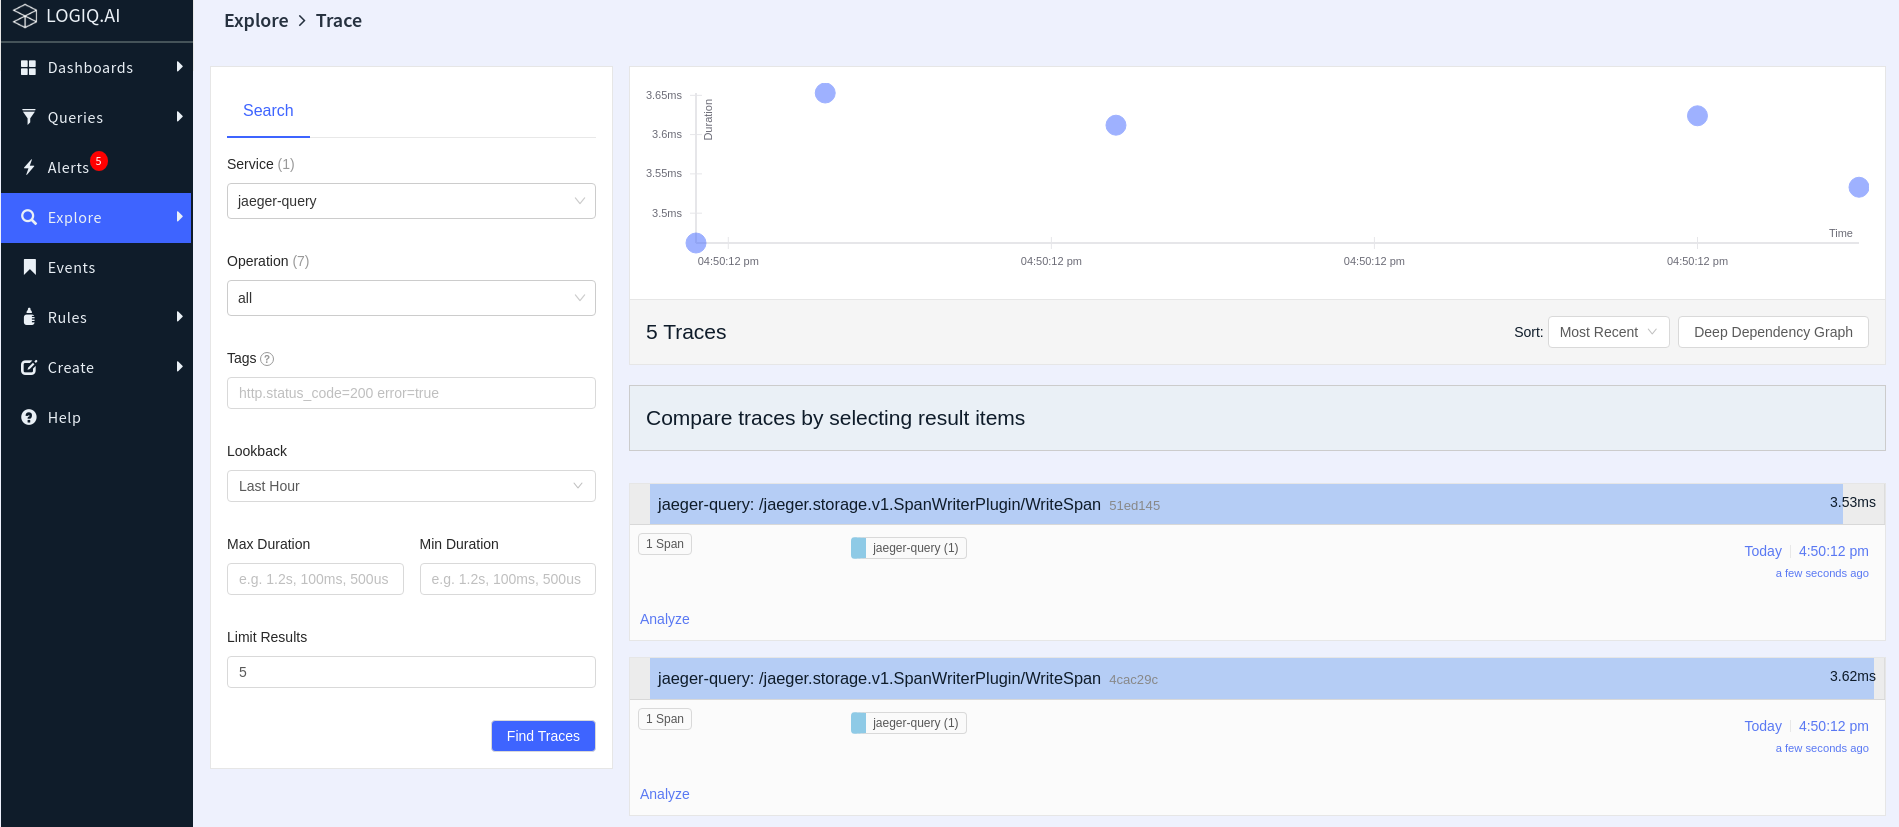 LOGIQ.AI
Dashboards
Queries
Alerts 5
Explore
Events
Rules
Create
Help
Explore > Trace
Search
Service (1)
jaeger-query
Operation (7)
all
Tags ?
http.status_code=200 error=true
Lookback
Last Hour
Max Duration Min Duration
e.g. 1.2s, 100ms, 500us e.g. 1.2s, 100ms, 500us
Limit Results
5
Find Traces
3.65ms
3.6ms
3.55ms
3.5ms
Duration
Time
04:50:12 pm 04:50:12 pm 04:50:12 pm 04:50:12 pm
5 Traces Sort: Most Recent Deep Dependency Graph
Compare traces by selecting result items
jaeger-query: /jaeger.storage.v1.SpanWriterPlugin/WriteSpan 51ed145 3.53ms
1 Span jaeger-query (1) Today 4:50:12 pm
a few seconds ago
Analyze
jaeger-query: /jaeger.storage.v1.SpanWriterPlugin/WriteSpan 4cac29c 3.62ms
1 Span jaeger-query (1) Today 4:50:12 pm
a few seconds ago
Analyze